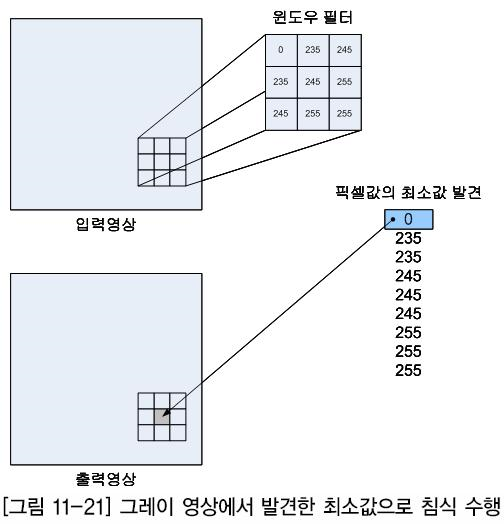 윈도우 필터
0 235 245
235 245 255
245 255 255
입력영상
픽셀값의 최소값 발견
0
235
235
245
245
245
255
255
255
출력영상
[그림 11-21] 그레이 영상에서 발견한 최소값으로 침식 수행